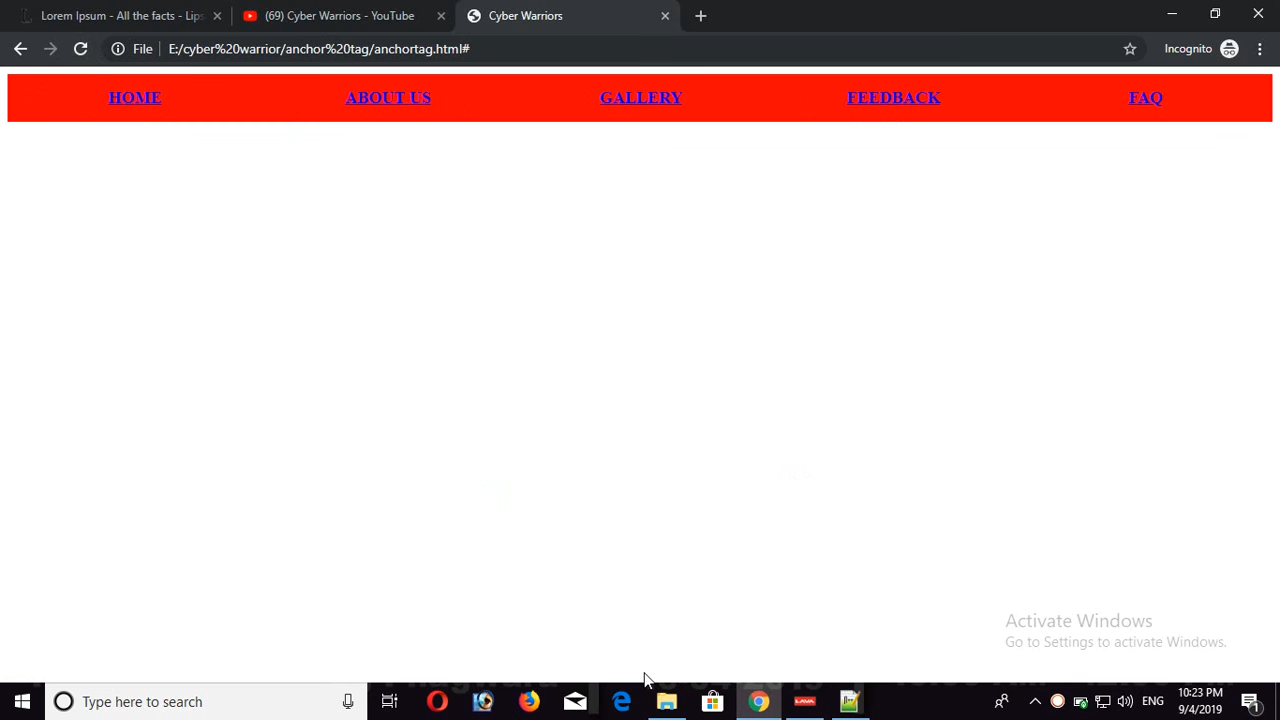 Lorem Ipsum - All the facts - Lips
(69) Cyber Warriors - YouTube
Cyber Warriors
File
E:/cyber%20warrior/anchor%20tag/anchortag.html#
Incognito
HOME ABOUT US GALLERY FEEDBACK FAQ
Activate Windows
Go to Settings to activate Windows.
Type here to search
ENG
10:23 PM
9/4/2019
1